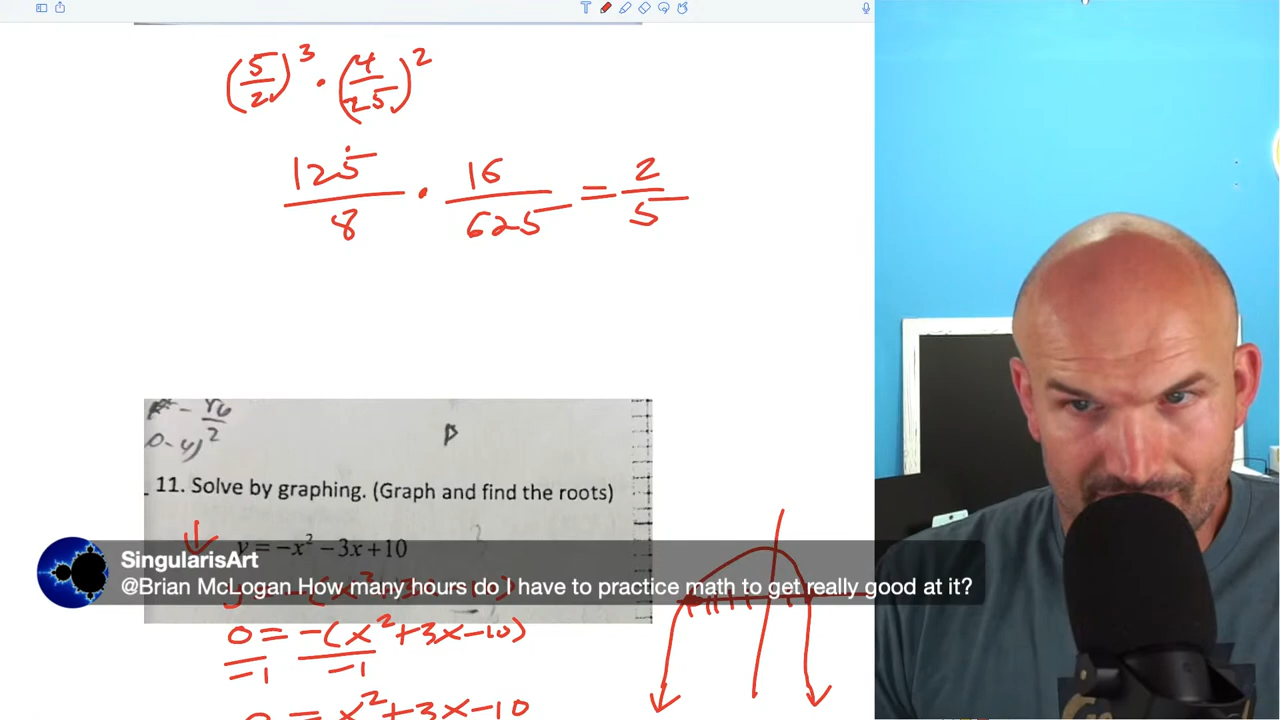 (5/2)³ · (4/25)²
125/8 · 16/625 = 2/5
11. Solve by graphing. (Graph and find the roots)
y = −x² − 3x + 10
SingularisArt
@Brian McLogan How many hours do I have to practice math to get really good at it?
0 = −(x² + 3x − 10)
−1 −1
0 = x² + 3x − 10